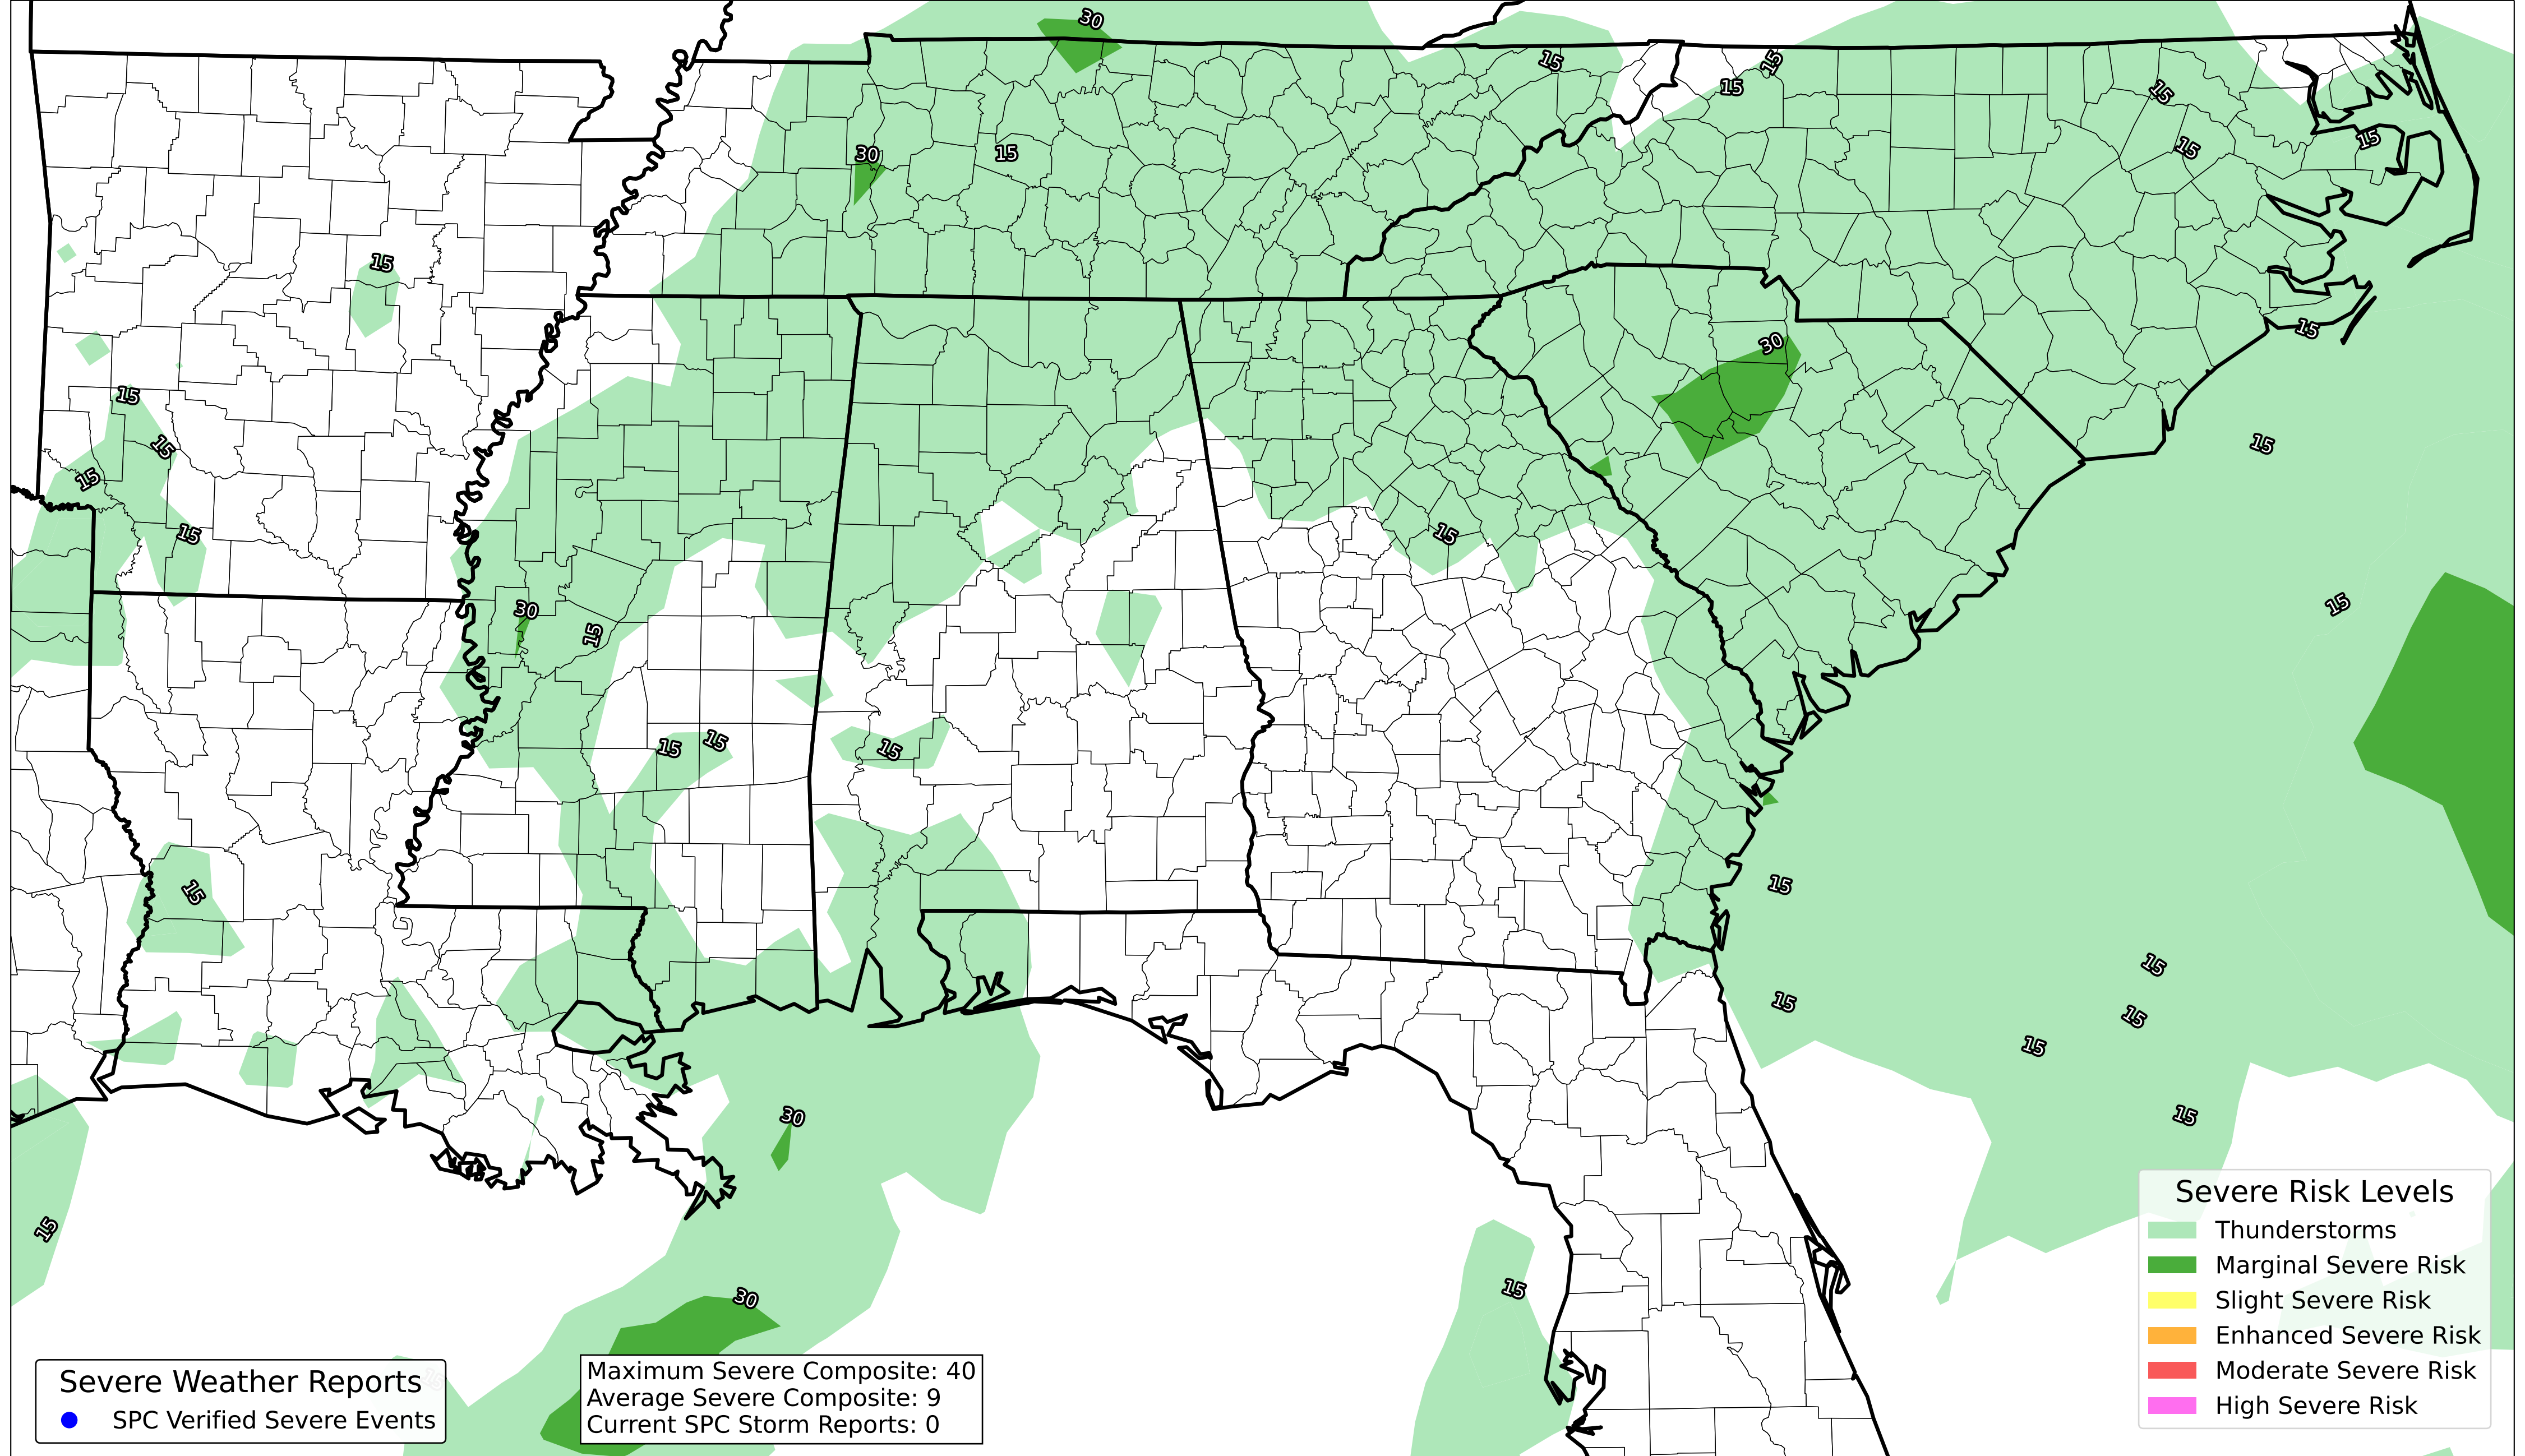 30
15
15
15
15
30
15
15
15
15
15
30
15
15
15
15
15
15
30
15
15
15
15
15
15
15
15
15
15
15
30
15
15
15
30
Severe Risk Levels
Thunderstorms
Marginal Severe Risk
Slight Severe Risk
Enhanced Severe Risk
Moderate Severe Risk
High Severe Risk
Severe Weather Reports
SPC Verified Severe Events
Maximum Severe Composite: 40
Average Severe Composite: 9
Current SPC Storm Reports: 0